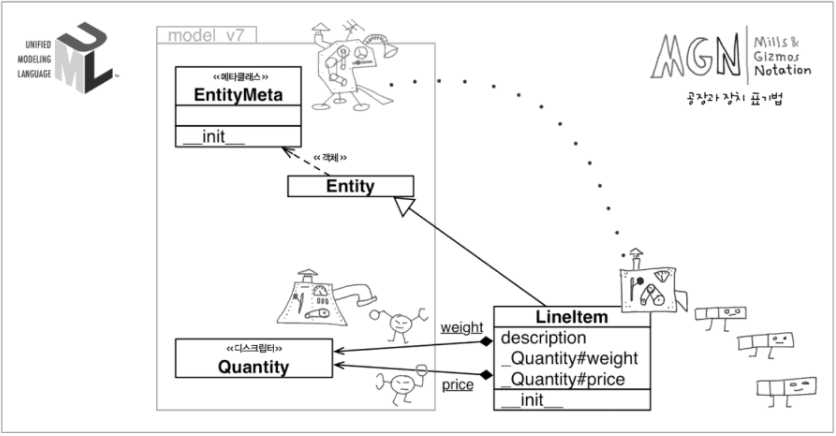 UNIFIED
MODELING
LANGUAGE
UML
TM
model_v7
MGN
Mills &
Gizmos
Notation
공장과 장치 표기법
«메타클래스»
EntityMeta
__init__
«객체»
Entity
weight
price
«디스크립터»
Quantity
LineItem
description
_Quantity#weight
_Quantity#price
__init__